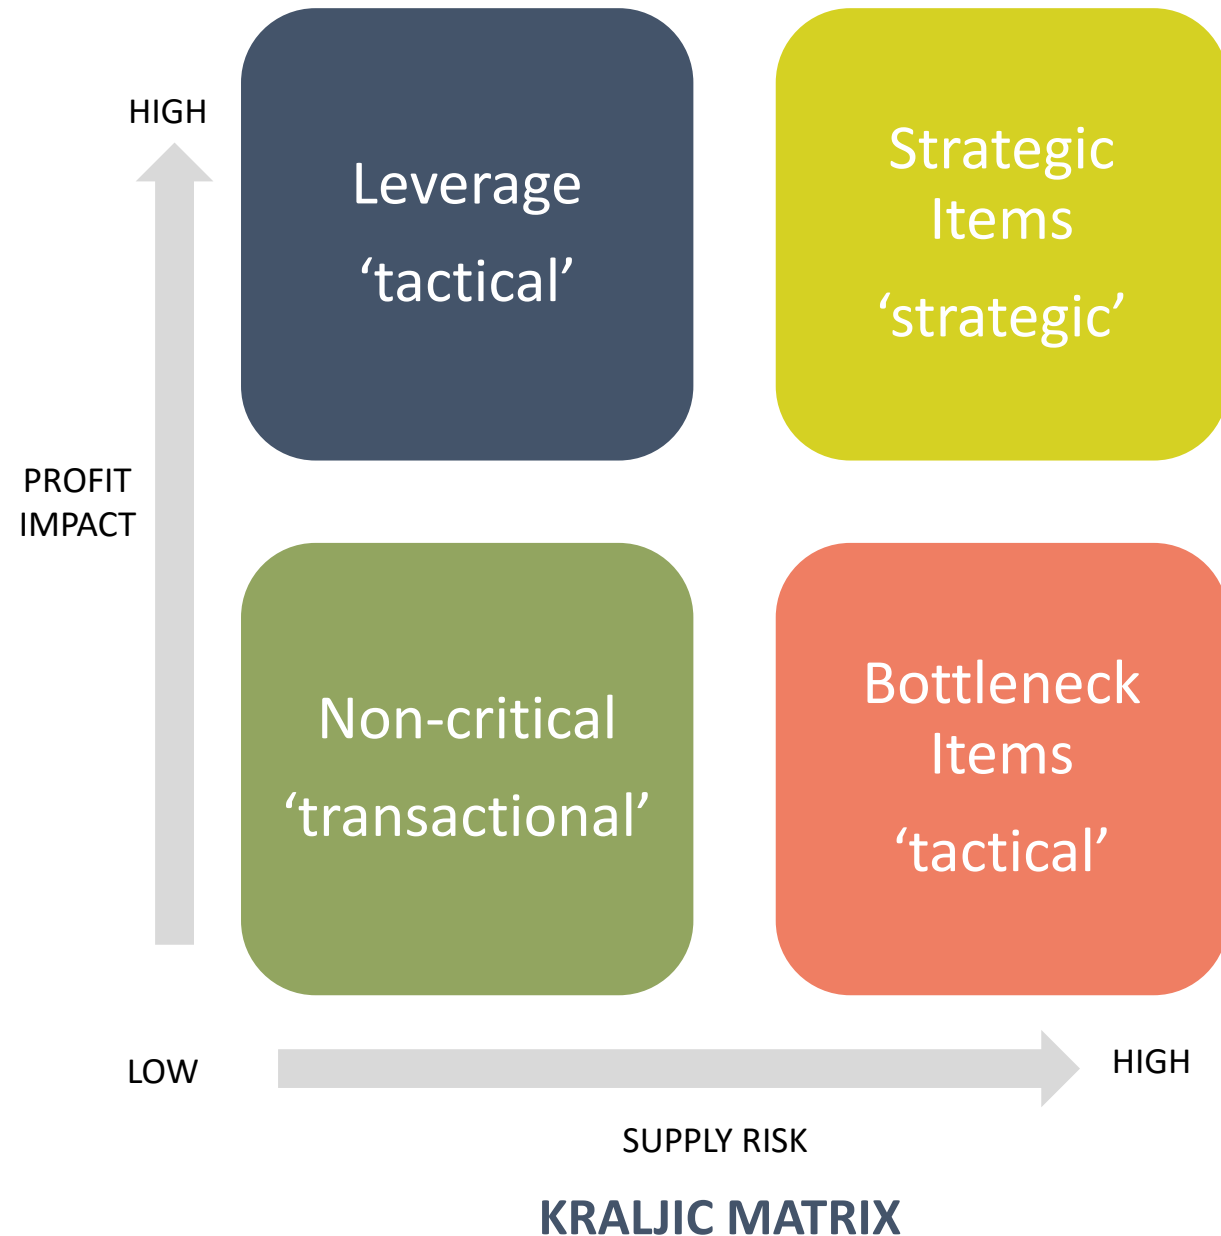 HIGH
Leverage
‘tactical’
Strategic
Items
‘strategic’
PROFIT
IMPACT
Non-critical
‘transactional’
Bottleneck
Items
‘tactical’
LOW
HIGH
SUPPLY RISK
KRALJIC MATRIX